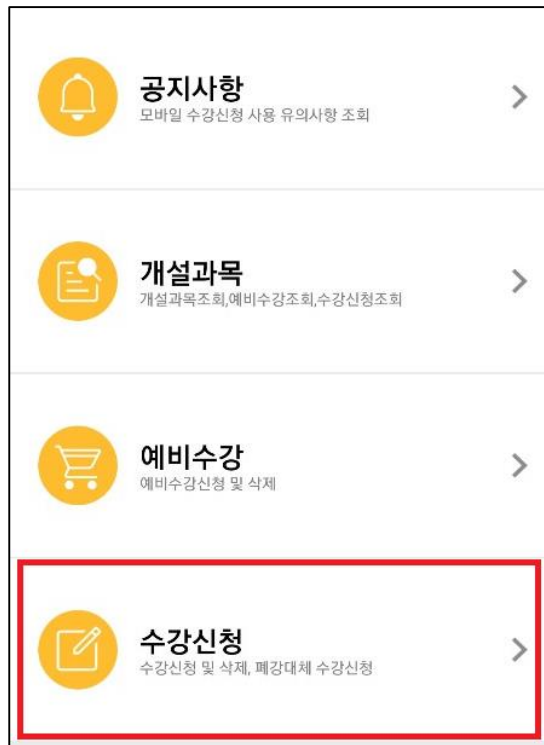 공지사항
모바일 수강신청 사용 유의사항 조회
개설과목
개설과목조회,예비수강조회,수강신청조회
예비수강
예비수강신청 및 삭제
수강신청
수강신청 및 삭제, 폐강대체 수강신청